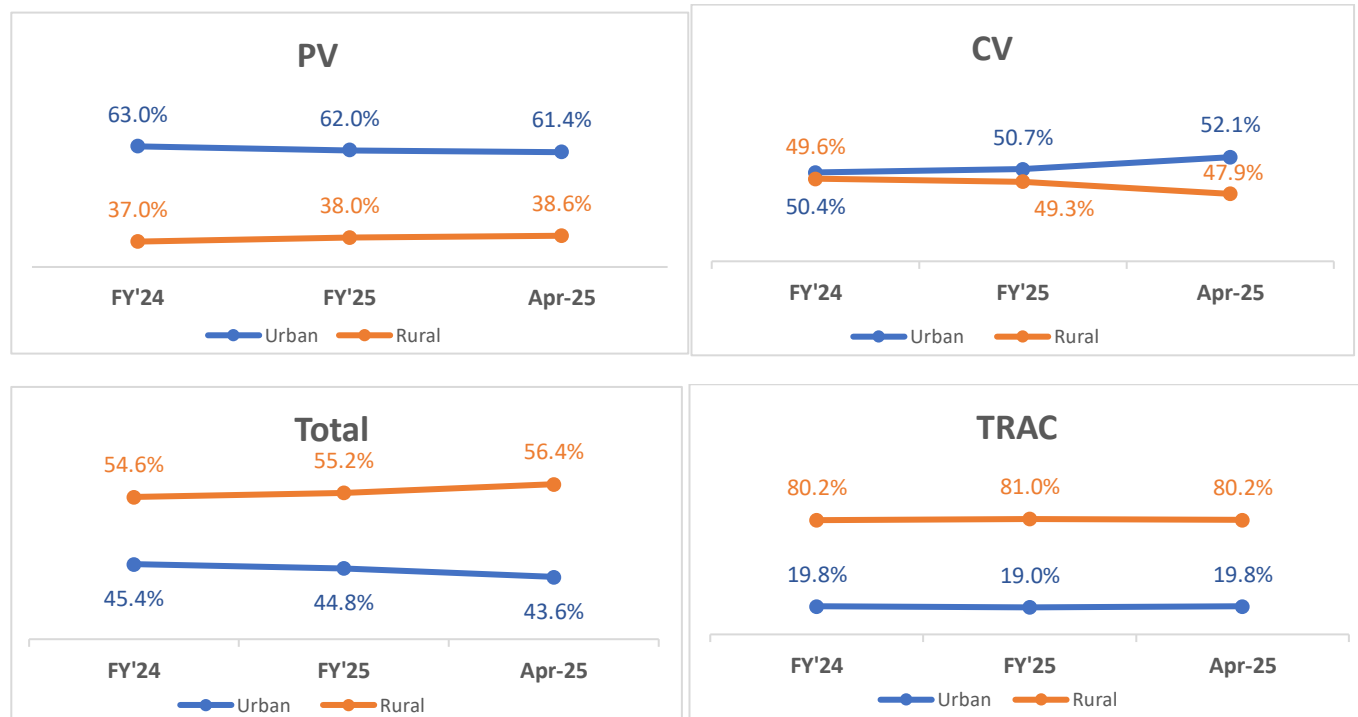 PV
63.0% 62.0% 61.4%
37.0% 38.0% 38.6%
FY'24 FY'25 Apr-25
Urban Rural
CV
49.6% 50.7% 52.1%
50.4% 49.3% 47.9%
FY'24 FY'25 Apr-25
Urban Rural
Total
54.6% 55.2% 56.4%
45.4% 44.8% 43.6%
FY'24 FY'25 Apr-25
Urban Rural
TRAC
80.2% 81.0% 80.2%
19.8% 19.0% 19.8%
FY'24 FY'25 Apr-25
Urban Rural